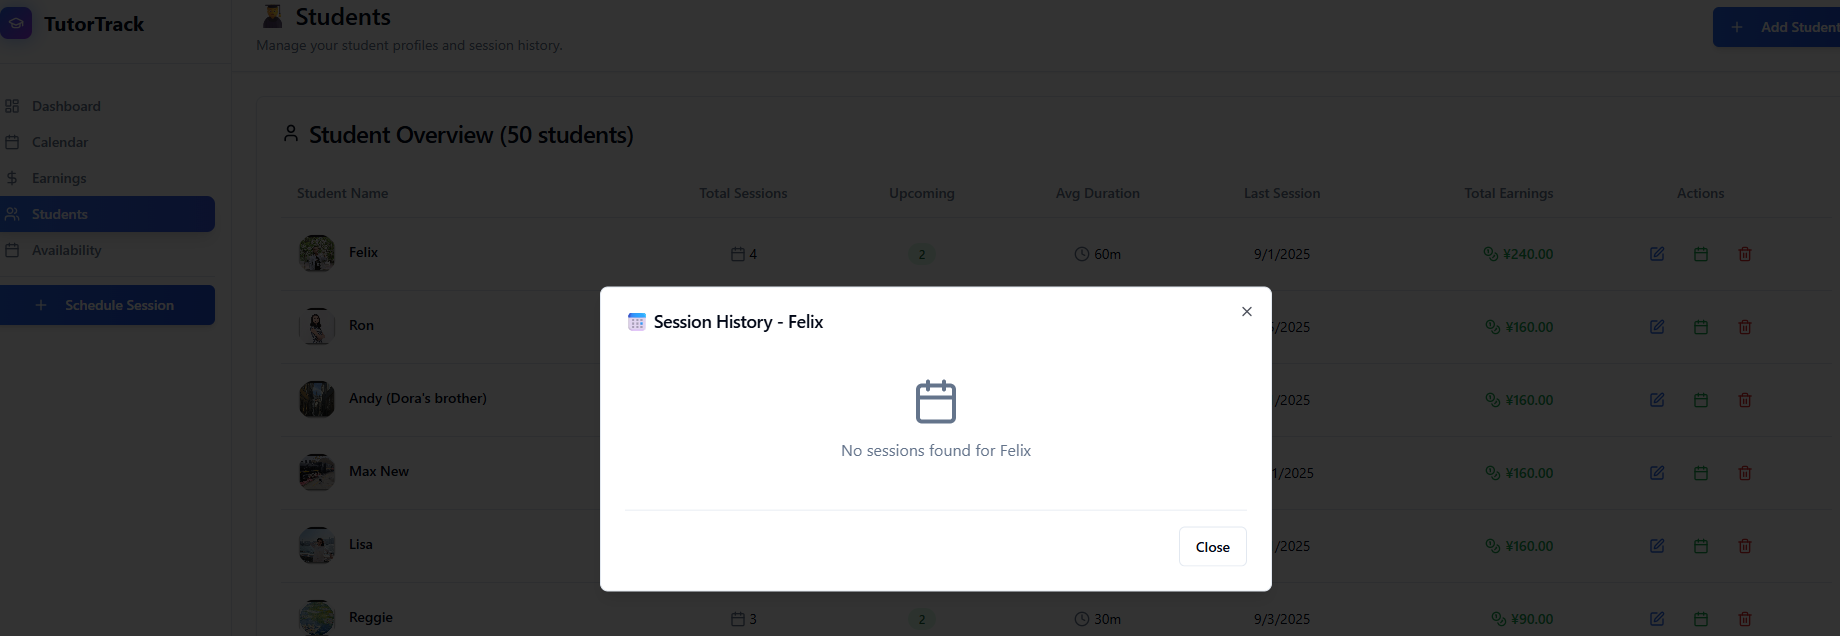 TutorTrack
Students
Manage your student profiles and session history.
+ Add Student
Dashboard
Calendar
Earnings
Students
Availability
+ Schedule Session
Student Overview (50 students)
Student Name Total Sessions Upcoming Avg Duration Last Session Total Earnings Actions
Felix 4 2 60m 9/1/2025 ¥240.00
Ron /2025 ¥160.00
Andy (Dora's brother) /2025 ¥160.00
Max New 1/2025 ¥160.00
Lisa /2025 ¥160.00
Reggie 3 2 30m 9/3/2025 ¥90.00
Session History - Felix
No sessions found for Felix
Close